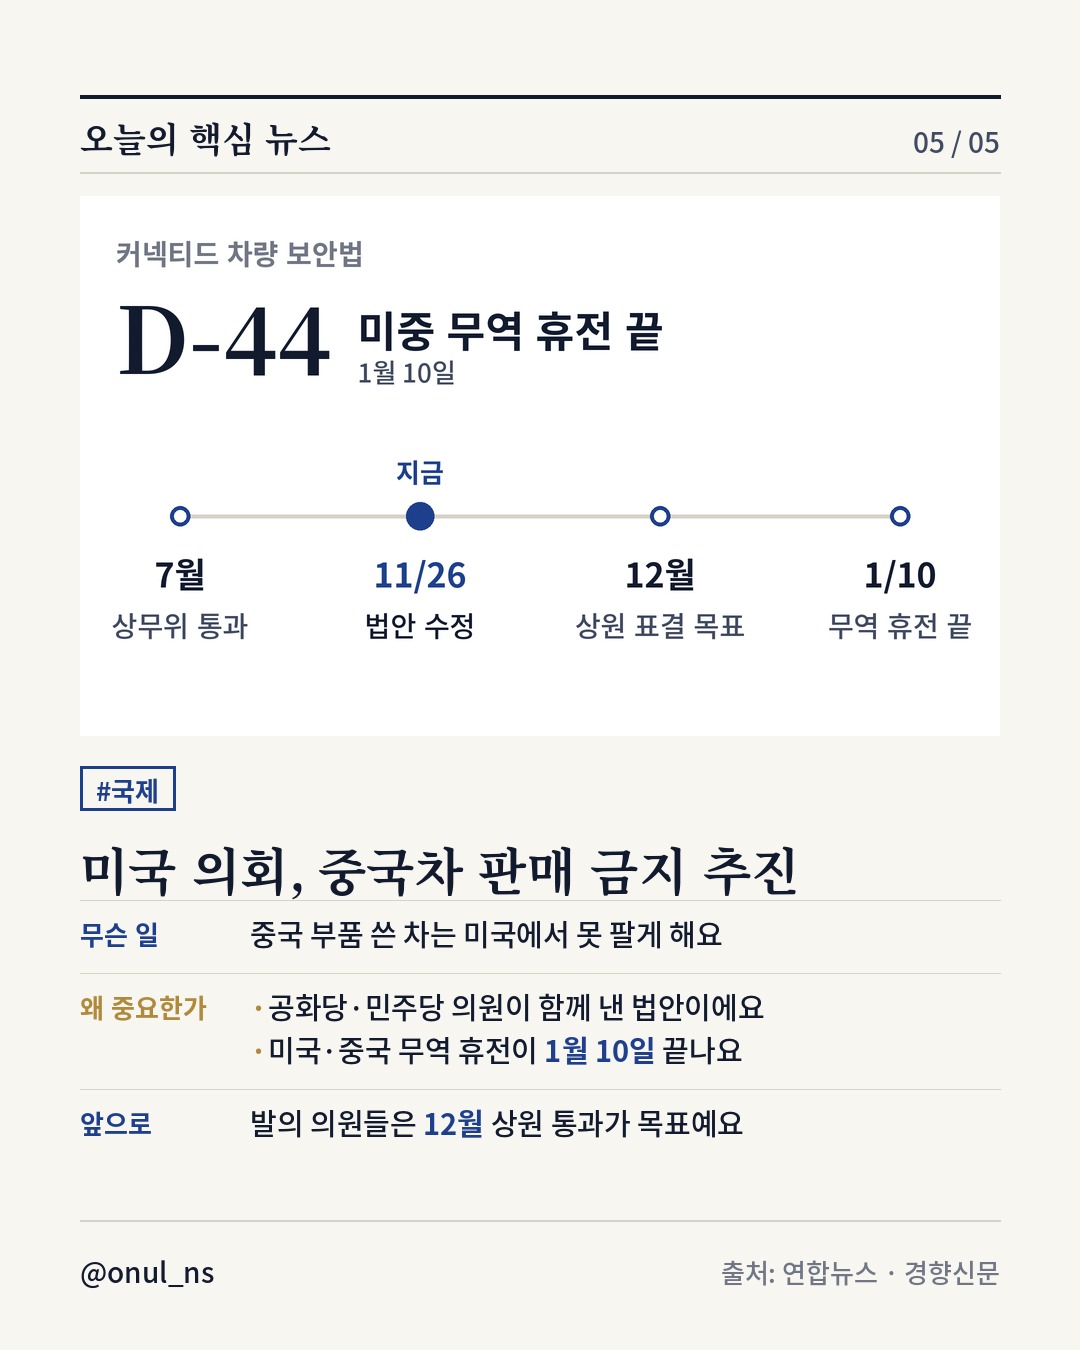 오늘의 핵심 뉴스
05 / 05
커넥티드 차량 보안법
D-44
미중 무역 휴전 끝
1월 10일
지금
7월
11/26
12월
1/10
상무위 통과
법안 수정
상원 표결 목표
무역 휴전 끝
#국제
미국 의회, 중국차 판매 금지 추진
무슨 일
중국 부품 쓴 차는 미국에서 못 팔게 해요
왜 중요한가
·공화당·민주당 의원이 함께 낸 법안이에요
·미국·중국 무역 휴전이 1월 10일 끝나요
앞으로
발의 의원들은 12월 상원 통과가 목표예요
@onul_ns
출처: 연합뉴스 · 경향신문